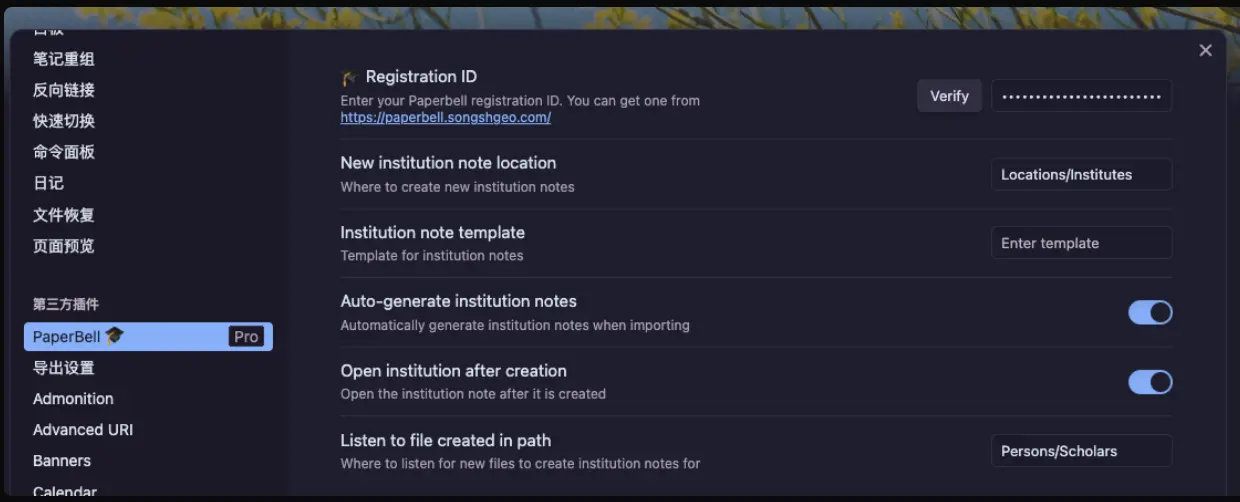 白板
笔记重组
反向链接
快速切换
命令面板
日记
文件恢复
页面预览
第三方插件
PaperBell
Pro
导出设置
Admonition
Advanced URI
Banners
Calendar
Registration ID
Enter your Paperbell registration ID. You can get one from
https://paperbell.songshgeo.com/
Verify
••••••••••••••••••••••••
New institution note location
Where to create new institution notes
Locations/Institutes
Institution note template
Template for institution notes
Enter template
Auto-generate institution notes
Automatically generate institution notes when importing
Open institution after creation
Open the institution note after it is created
Listen to file created in path
Where to listen for new files to create institution notes for
Persons/Scholars